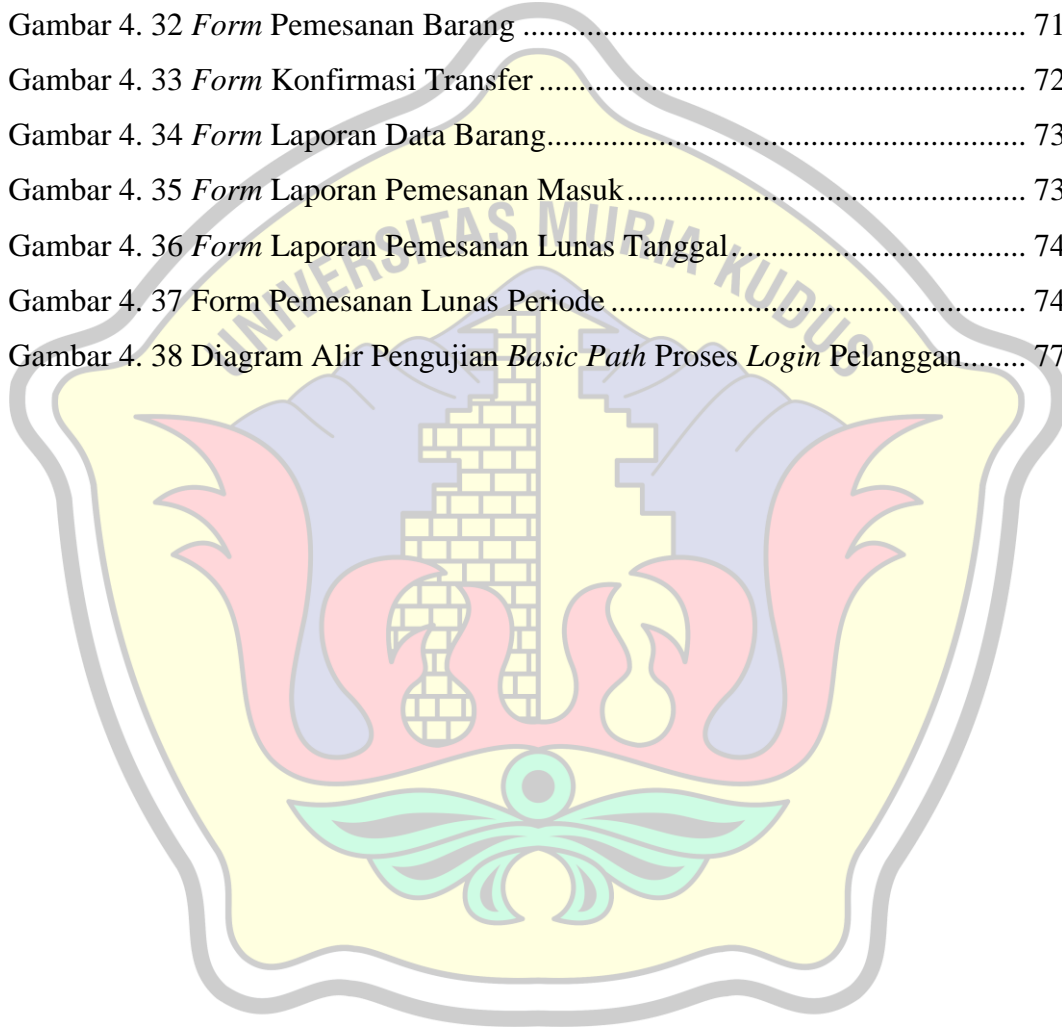 Gambar 4. 32 Form Pemesanan Barang ................................................................ 71
Gambar 4. 33 Form Konfirmasi Transfer .............................................................. 72
Gambar 4. 34 Form Laporan Data Barang............................................................. 73
Gambar 4. 35 Form Laporan Pemesanan Masuk................................................... 73
Gambar 4. 36 Form Laporan Pemesanan Lunas Tanggal...................................... 74
Gambar 4. 37 Form Pemesanan Lunas Periode ..................................................... 74
Gambar 4. 38 Diagram Alir Pengujian Basic Path Proses Login Pelanggan........ 77
UNIVERSITAS MURIA KUDUS